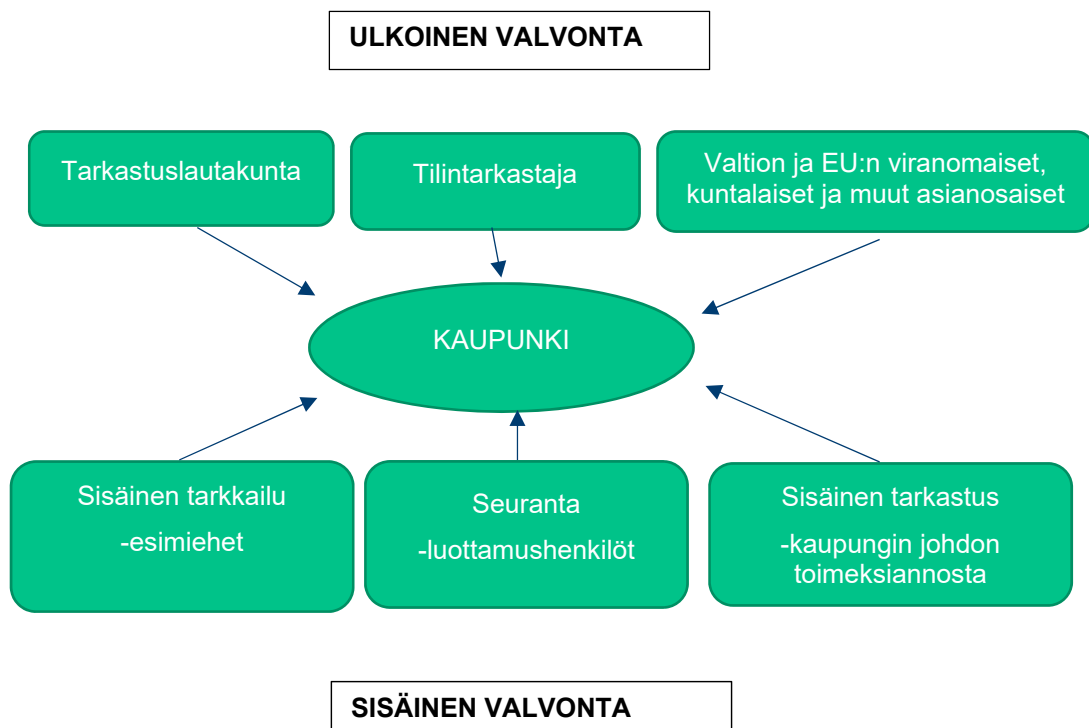 ULKOINEN VALVONTA
Tarkastuslautakunta
Tilintarkastaja
Valtion ja EU:n viranomaiset,
kuntalaiset ja muut asianosaiset
KAUPUNKI
Sisäinen tarkkailu
-esimiehet
Seuranta
-luottamushenkilöt
Sisäinen tarkastus
-kaupungin johdon
toimeksiannosta
SISÄINEN VALVONTA